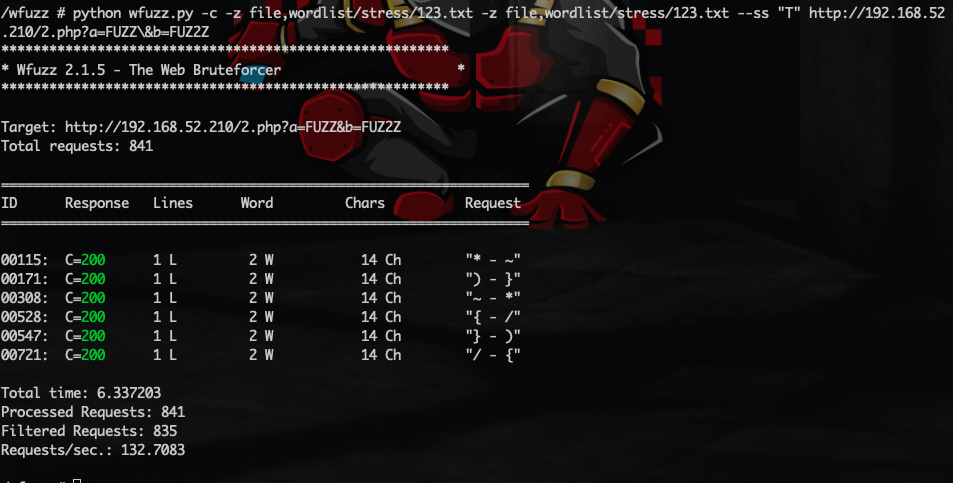 /wfuzz # python wfuzz.py -c -z file,wordlist/stress/123.txt -z file,wordlist/stress/123.txt --ss "T" http://192.168.52
.210/2.php?a=FUZZ\&b=FUZ2Z
********************************************************
* Wfuzz 2.1.5 - The Web Bruteforcer                      *
********************************************************

Target: http://192.168.52.210/2.php?a=FUZZ&b=FUZ2Z
Total requests: 841

==================================================================
ID      Response   Lines      Word         Chars          Request
==================================================================

00115:  C=200      1 L         2 W           14 Ch        "* - ~"
00171:  C=200      1 L         2 W           14 Ch        ") - }"
00308:  C=200      1 L         2 W           14 Ch        "~ - *"
00528:  C=200      1 L         2 W           14 Ch        "{ - /"
00547:  C=200      1 L         2 W           14 Ch        "} - )"
00721:  C=200      1 L         2 W           14 Ch        "/ - {"

Total time: 6.337203
Processed Requests: 841
Filtered Requests: 835
Requests/sec.: 132.7083